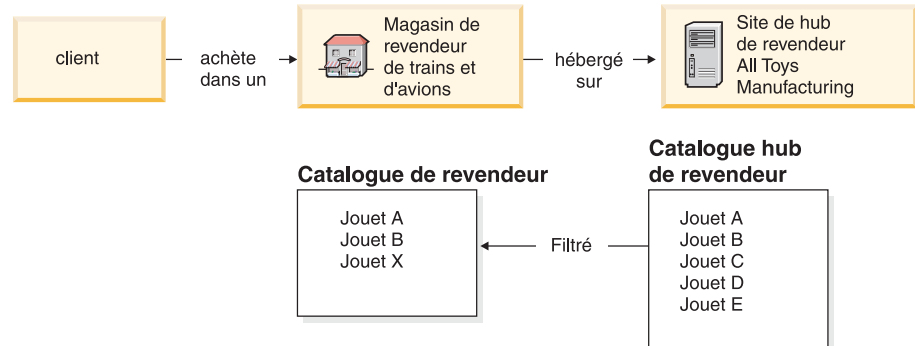 client
achète
dans un
Magasin de
revendeur
de trains et
d'avions
hébergé
sur
Site de hub
de revendeur
All Toys
Manufacturing
Catalogue de revendeur
Jouet A
Jouet B
Jouet X
Filtré
Catalogue hub
de revendeur
Jouet A
Jouet B
Jouet C
Jouet D
Jouet E